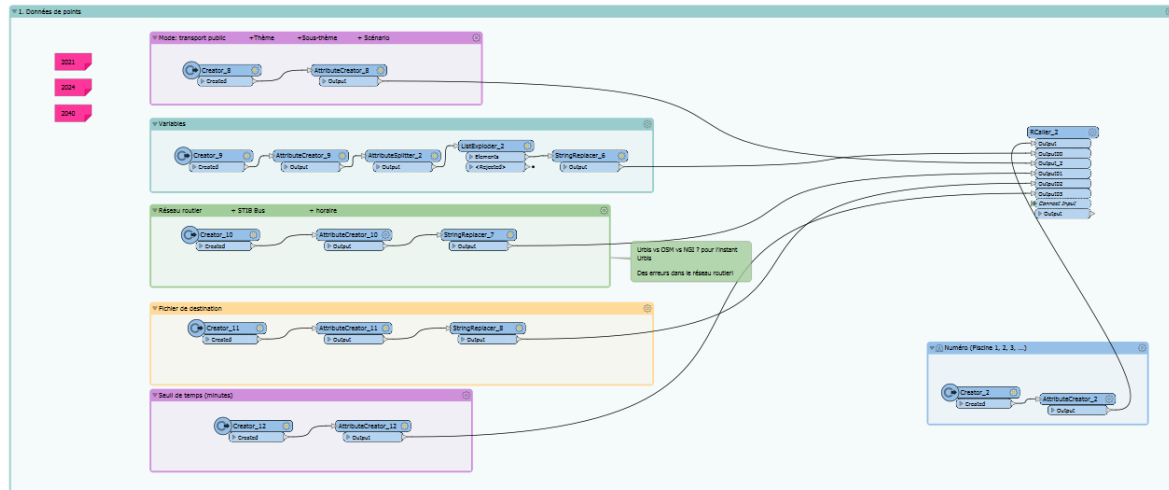 1. Données de points
2021
2024
2040
Mode: transport public +Thème +Sous-thème + Scénario
Creator_8
Created
AttributeCreator_8
Output
Variables
Creator_9
Created
AttributeCreator_9
Output
AttributeSplitter_2
Output
ListExploder_2
Elements
<Rejected>
StringReplacer_6
Output
Réseau routier + STIB Bus + horaire
Creator_10
Created
AttributeCreator_10
Output
StringReplacer_7
Output
Urbis vs OSM vs NGI ? pour l'instant
Urbis
Des erreurs dans le réseau routier!
Fichier de destination
Creator_11
Created
AttributeCreator_11
Output
StringReplacer_8
Output
Seuil de temps (minutes)
Creator_12
Created
AttributeCreator_12
Output
RCaller_2
Output
Output00
Output_2
Output01
Output02
Output03
Connect Input
Output
Numéro (Piscine 1, 2, 3, ...)
Creator_2
Created
AttributeCreator_2
Output